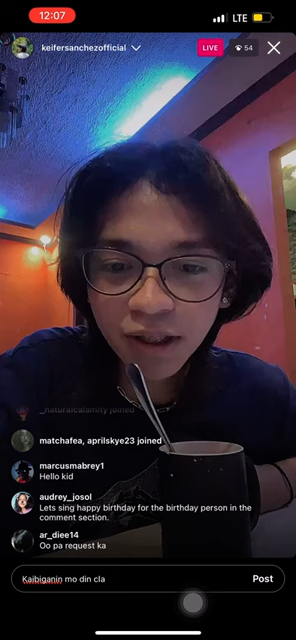 12:07
LTE
keifersanchezofficial
LIVE
54
_naturalcalamity joined
matchafea, aprilskye23 joined
marcusmabrey1
Hello kid
audrey_josol
Lets sing happy birthday for the birthday person in the
comment section.
ar_diee14
Oo pa request ka
Kaibiganin mo din cla
Post